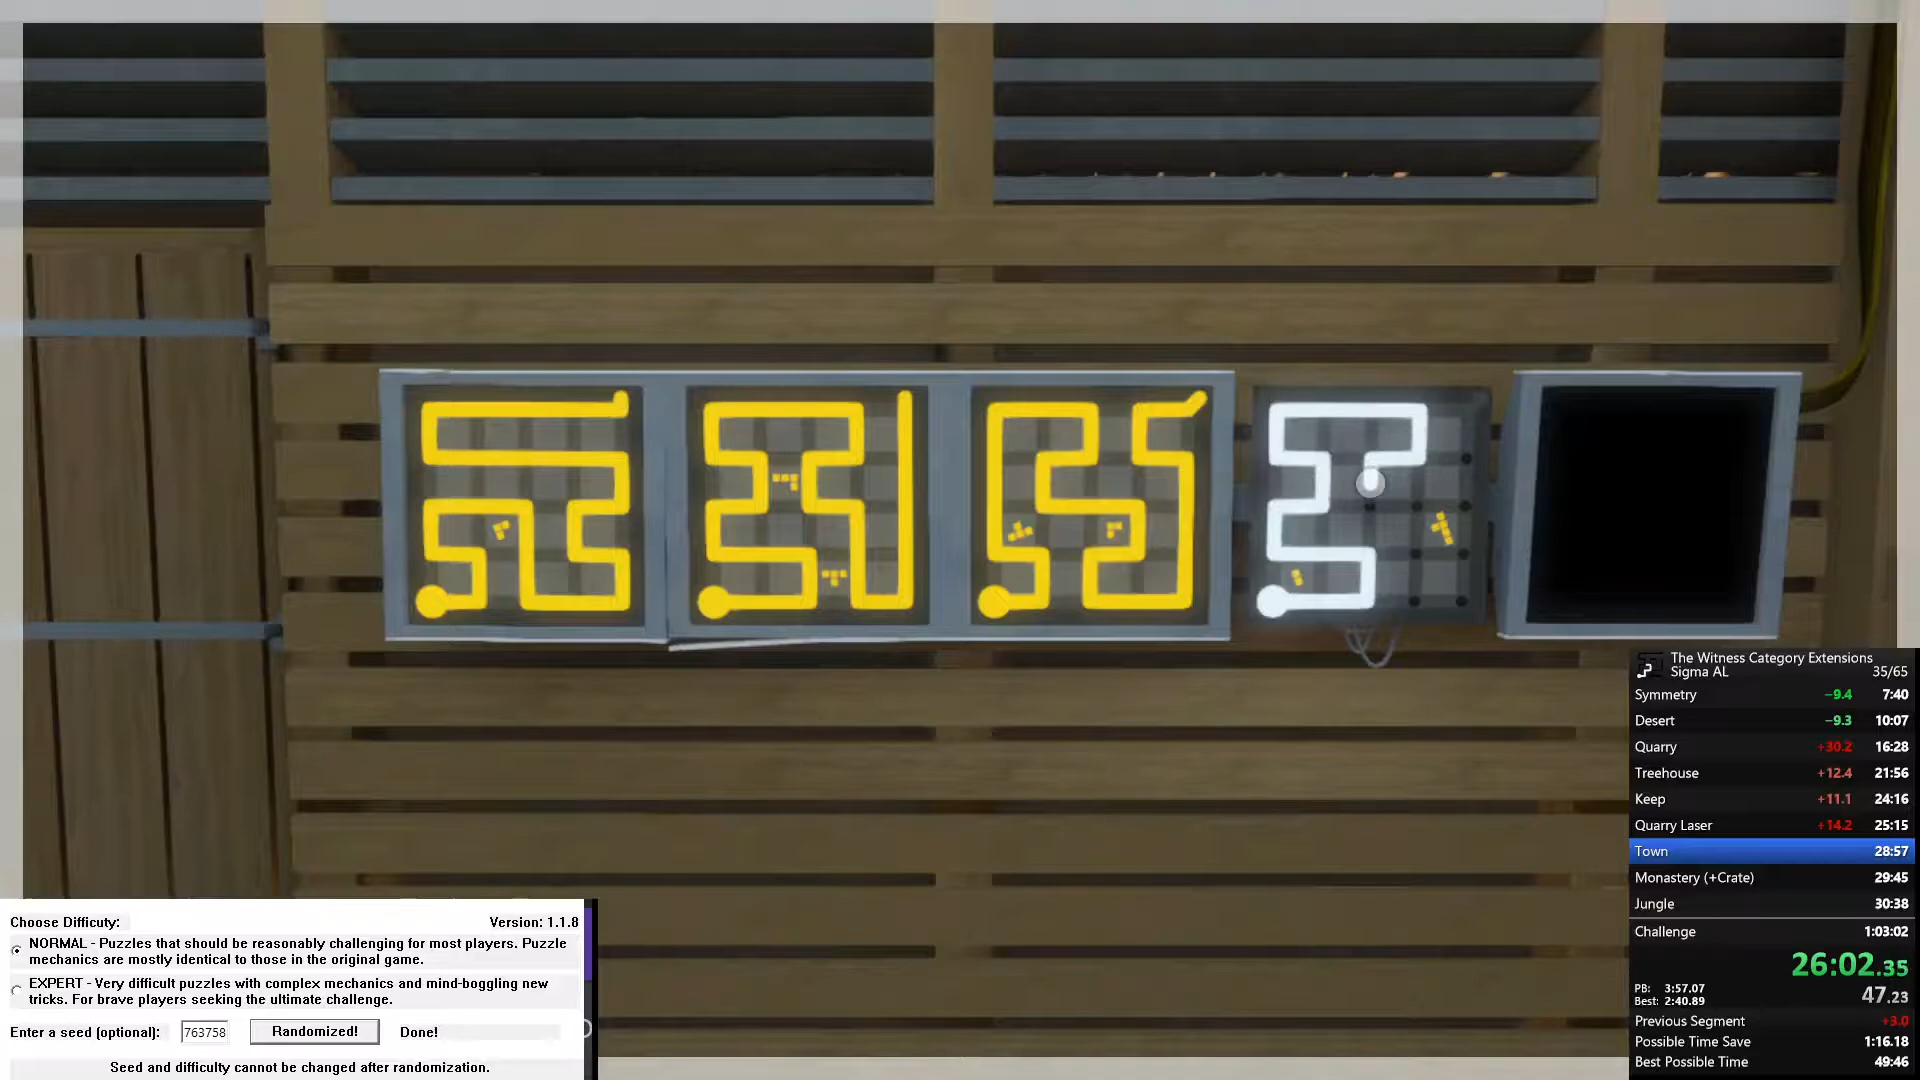 The Witness Category Extensions
Sigma AL 35/65
Symmetry −9.4 7:40
Desert −9.3 10:07
Quarry +30.2 16:28
Treehouse +12.4 21:56
Keep +11.1 24:16
Quarry Laser +14.2 25:15
Town 28:57
Monastery (+Crate) 29:45
Jungle 30:38
Challenge 1:03:02
26:02.35
PB: 3:57.07
Best: 2:40.89
47.23
Previous Segment +3.0
Possible Time Save 1:16.18
Best Possible Time 49:46
Choose Difficuty: Version: 1.1.8
NORMAL - Puzzles that should be reasonably challenging for most players. Puzzle
mechanics are mostly identical to those in the original game.
EXPERT - Very difficult puzzles with complex mechanics and mind-boggling new
tricks. For brave players seeking the ultimate challenge.
Enter a seed (optional): 763758 Randomized! Done!
Seed and difficulty cannot be changed after randomization.